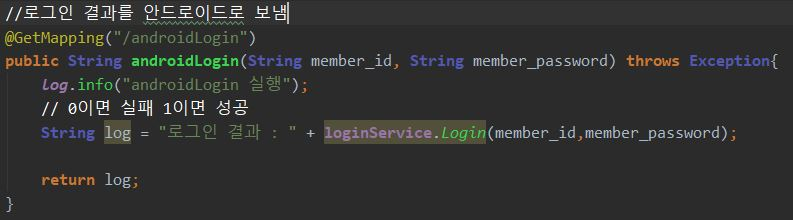 //로그인 결과를 안드로이드로 보냄
@GetMapping("/androidLogin")
public String androidLogin(String member_id, String member_password) throws Exception{
log.info("androidLogin 실행");
// 0이면 실패 1이면 성공
String log = "로그인 결과 : " + loginService.Login(member_id,member_password);
return log;
}